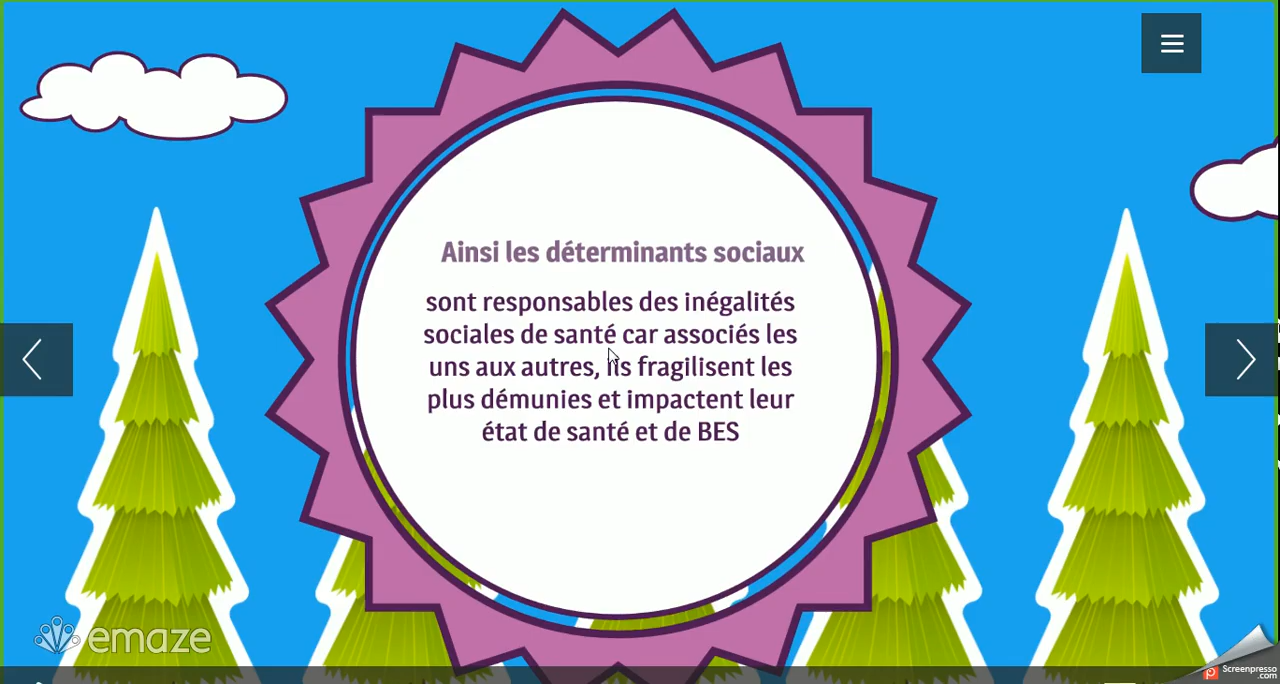 Ainsi les déterminants sociaux
sont responsables des inégalités
sociales de santé car associés les
uns aux autres, ils fragilisent les
plus démunies et impactent leur
état de santé et de BES
emaze
Screenpresso
.com